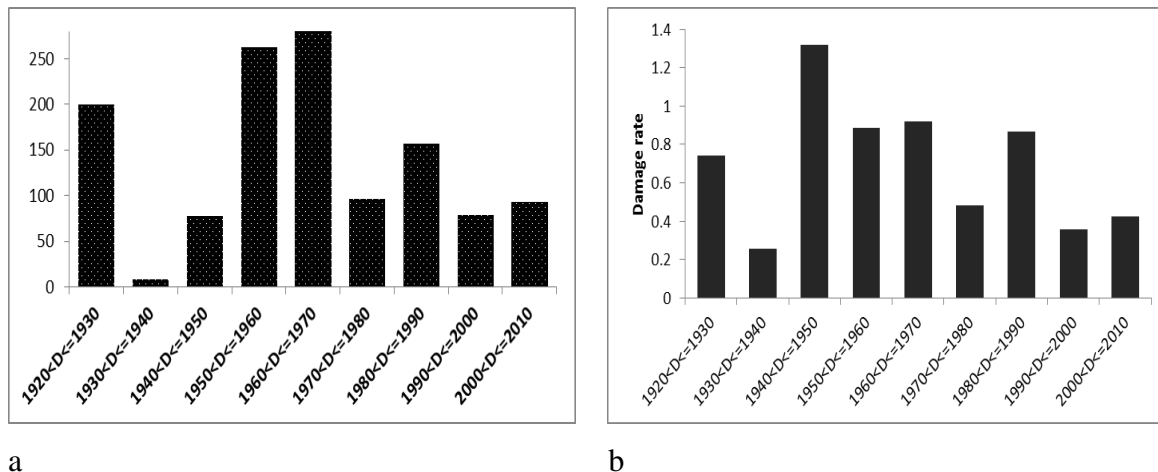 250
200
150
100
50
0
1920<D<=1930
1930<D<=1940
1940<D<=1950
1950<D<=1960
1960<D<=1970
1970<D<=1980
1980<D<=1990
1990<D<=2000
2000<D<=2010
a
Damage rate
1.4
1.2
1
0.8
0.6
0.4
0.2
0
1920<D<=1930
1930<D<=1940
1940<D<=1950
1950<D<=1960
1960<D<=1970
1970<D<=1980
1980<D<=1990
1990<D<=2000
2000<D<=2010
b